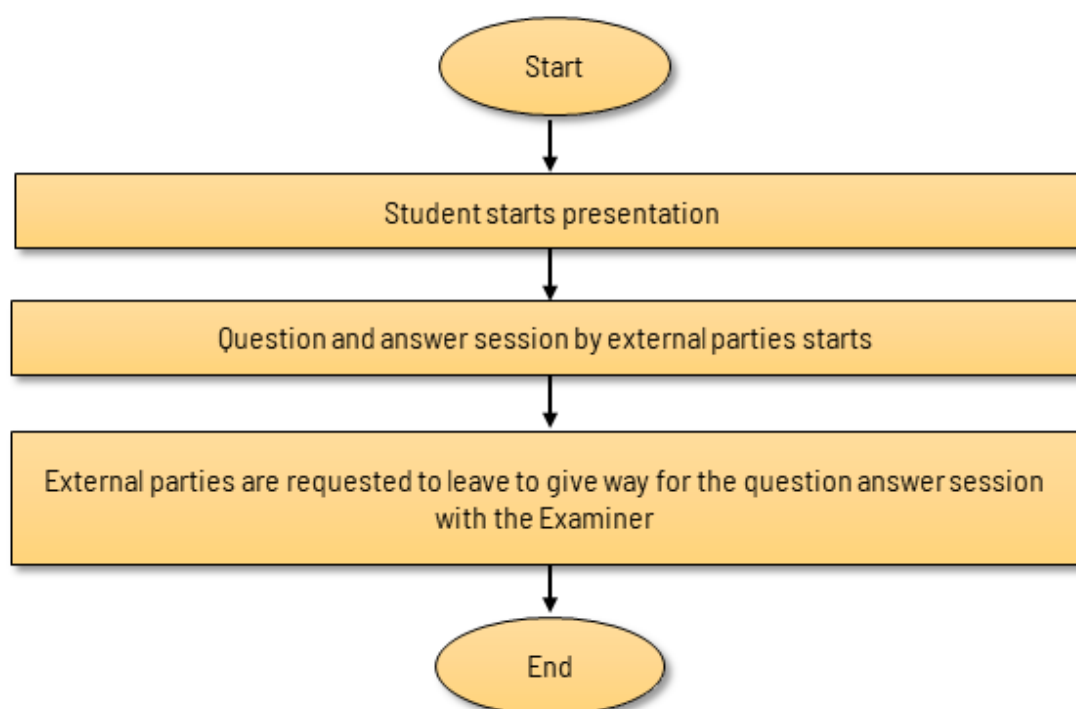 Start
Student starts presentation
Question and answer session by external parties starts
External parties are requested to leave to give way for the question answer session
with the Examiner
End